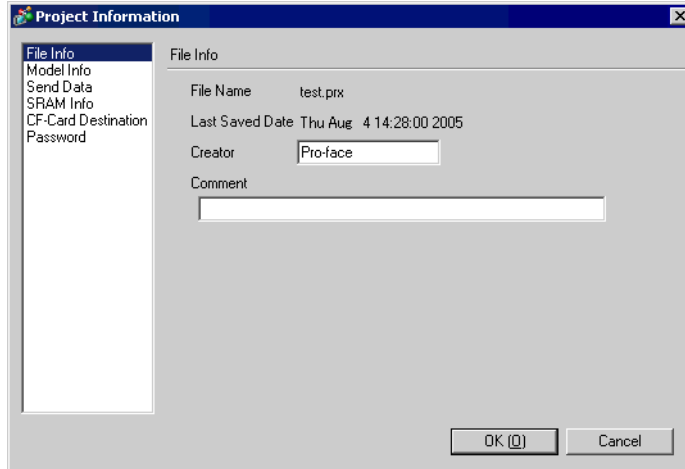 Project Information
File Info
Model Info
Send Data
SRAM Info
CF-Card Destination
Password
File Info
File Name test.prx
Last Saved Date Thu Aug 4 14:28:00 2005
Creator Pro-face
Comment
OK (O) Cancel